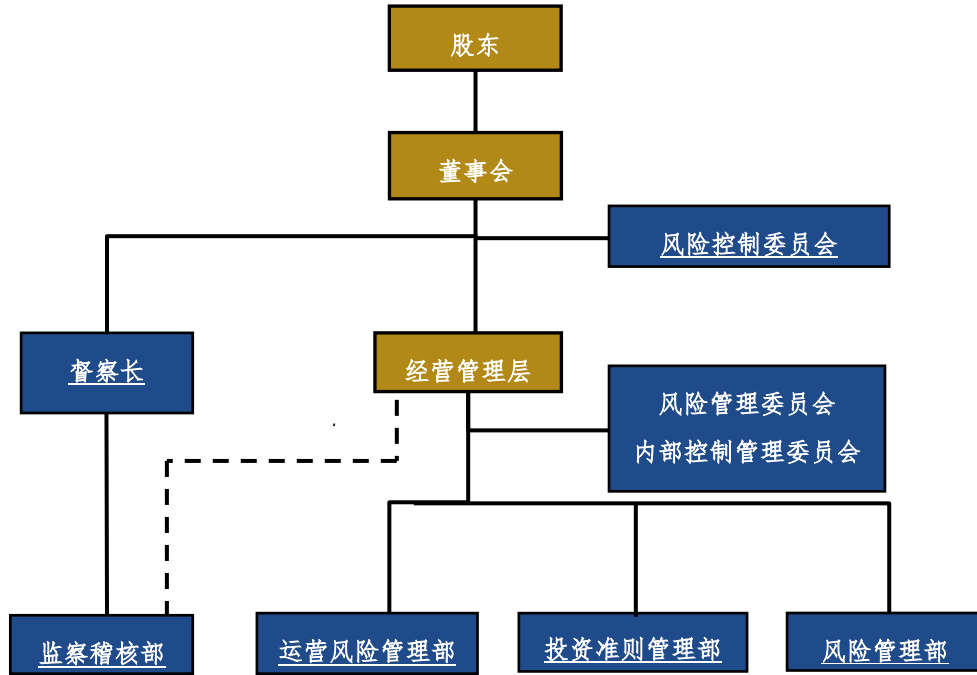 股东
董事会
风险控制委员会
督察长
经营管理层
风险管理委员会
内部控制管理委员会
监察稽核部
运营风险管理部
投资准则管理部
风险管理部